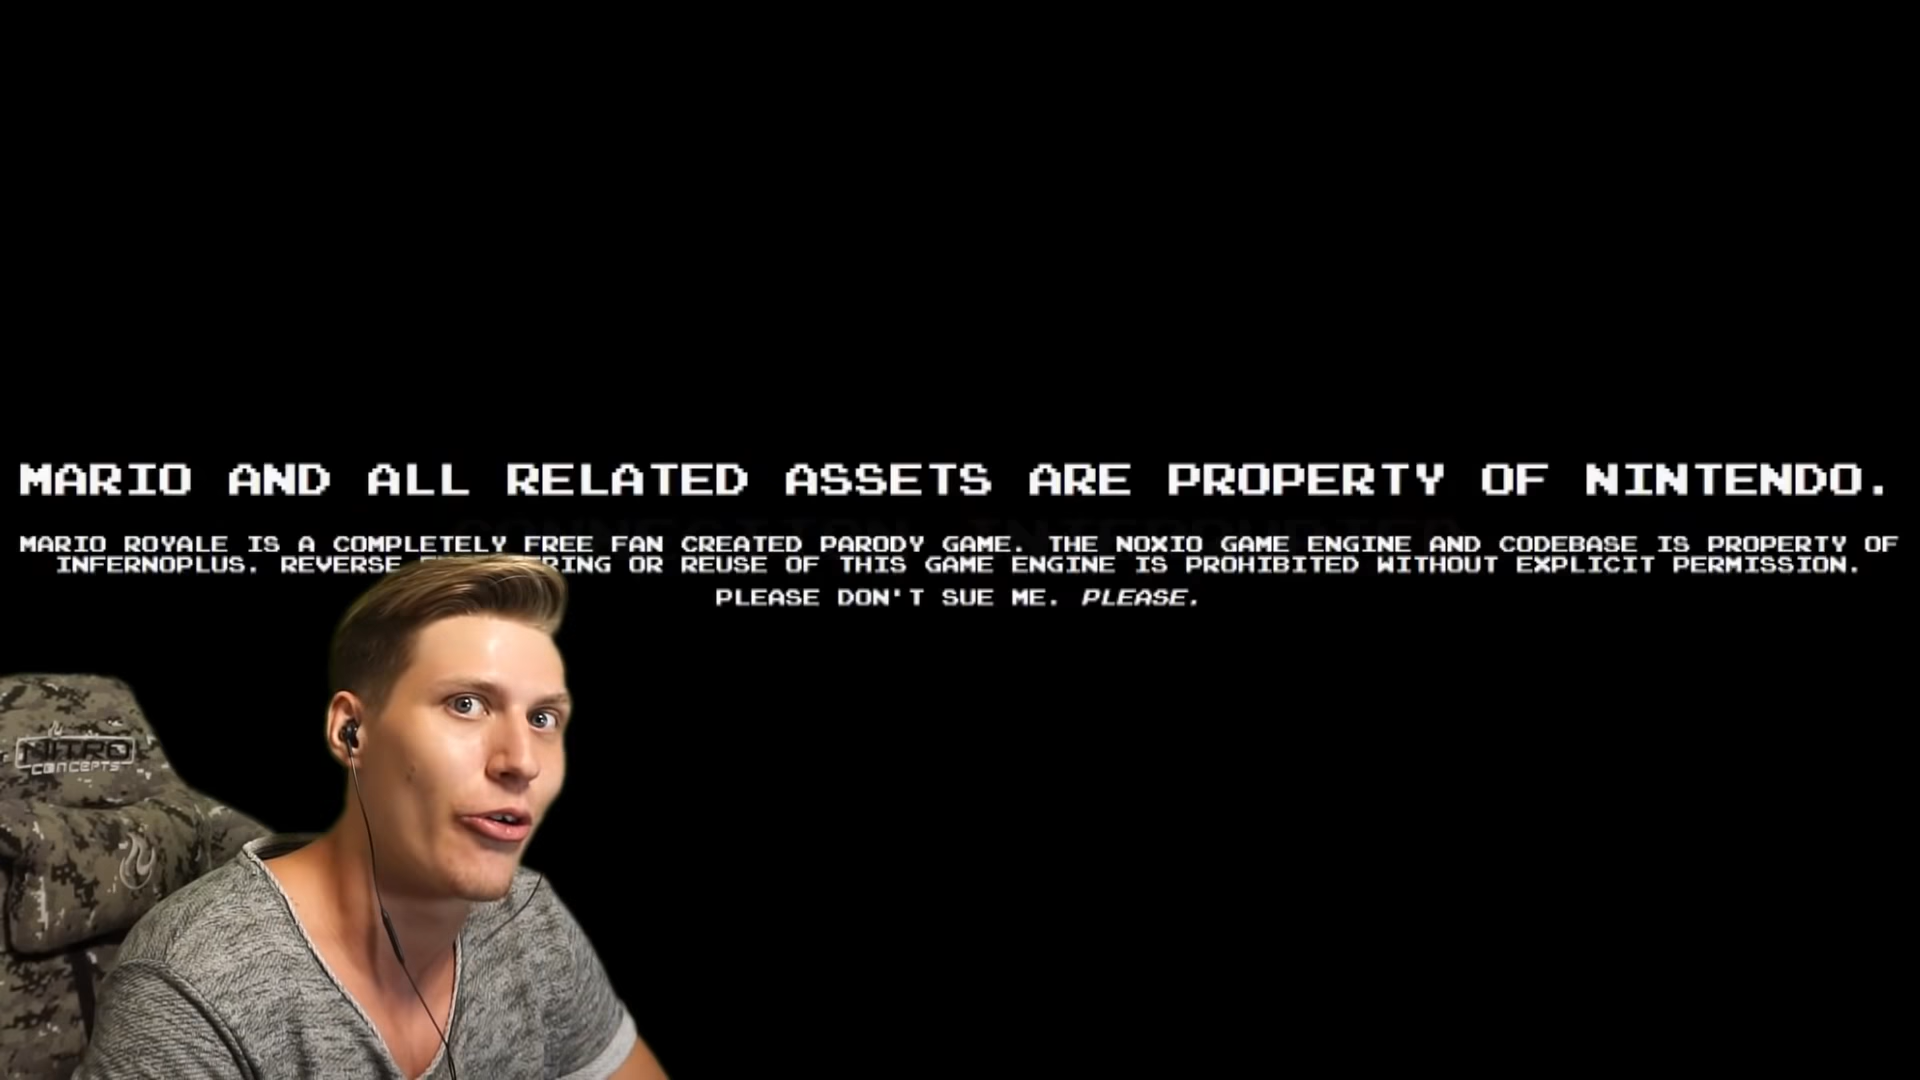 MARIO AND ALL RELATED ASSETS ARE PROPERTY OF NINTENDO.
MARIO ROYALE IS A COMPLETELY FREE FAN CREATED PARODY GAME. THE NOXIO GAME ENGINE AND CODEBASE IS PROPERTY OF
INFERNOPLUS. REVERSE OR REUSE OF THIS GAME ENGINE IS PROHIBITED WITHOUT EXPLICIT PERMISSION.
PLEASE DON'T SUE ME. PLEASE.
NITRO
CONCEPTS